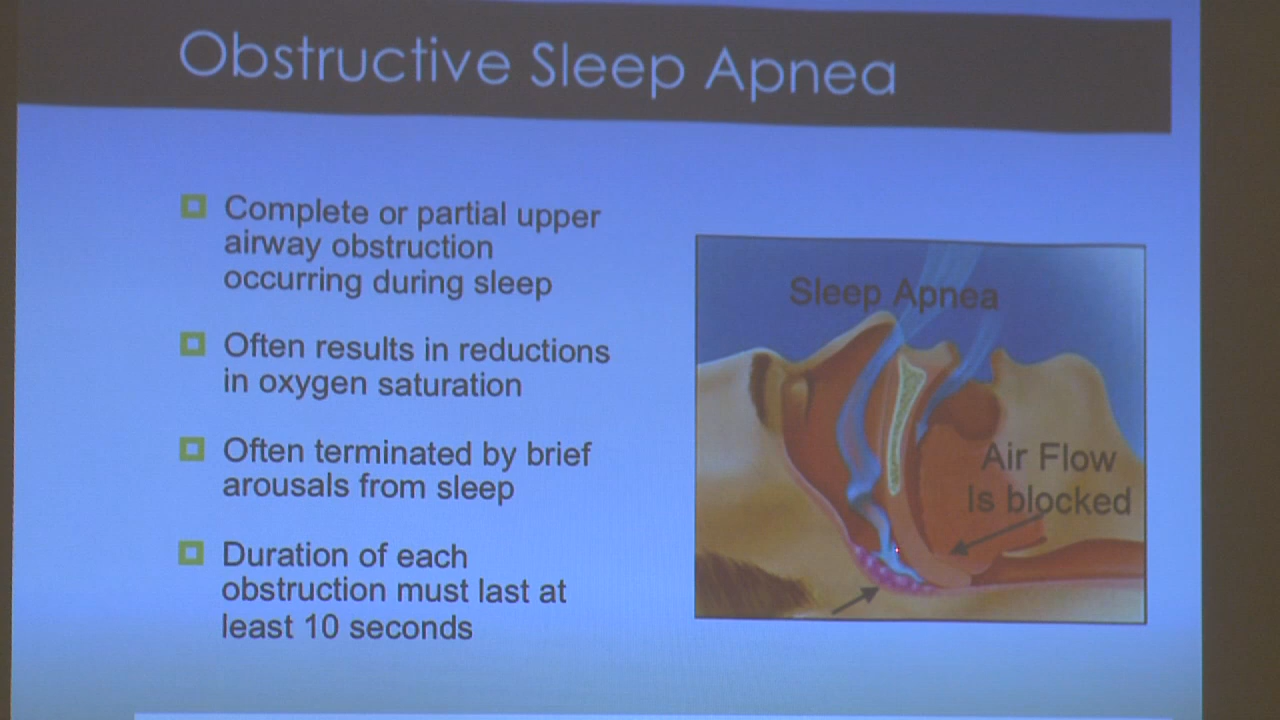 Obstructive Sleep Apnea
Complete or partial upper
airway obstruction
occurring during sleep
Often results in reductions
in oxygen saturation
Often terminated by brief
arousals from sleep
Duration of each
obstruction must last at
least 10 seconds
Sleep Apnea
Air Flow
Is blocked